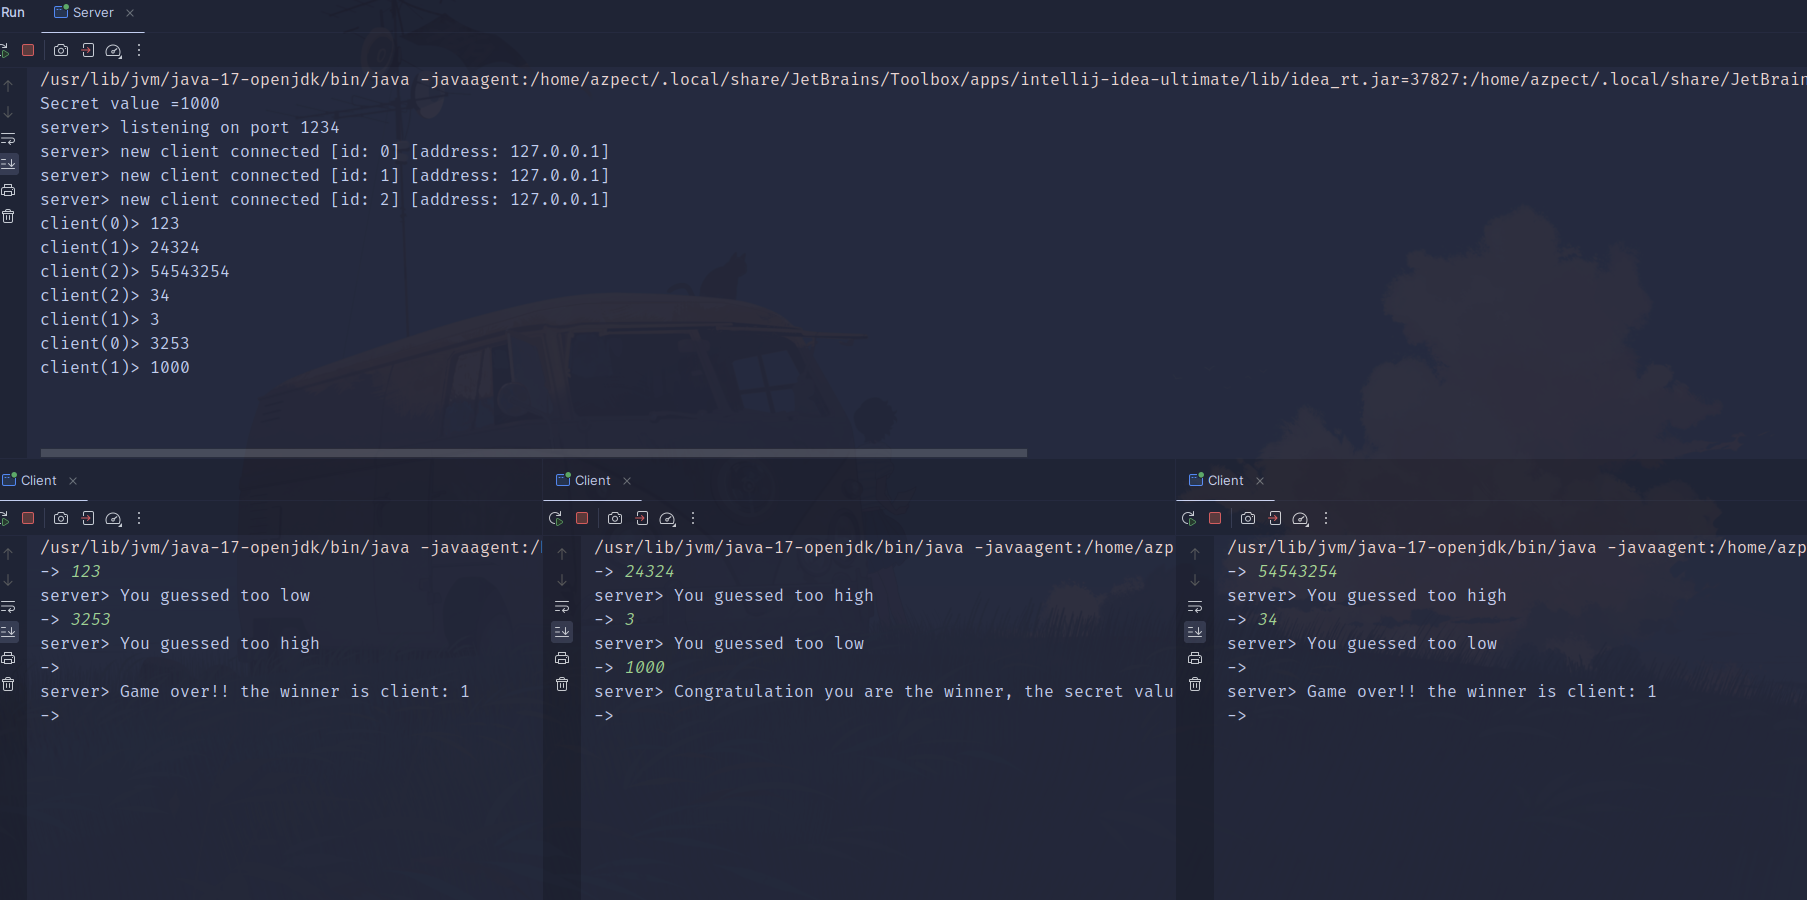 Run Server
/usr/lib/jvm/java-17-openjdk/bin/java -javaagent:/home/azpect/.local/share/JetBrains/Toolbox/apps/intellij-idea-ultimate/lib/idea_rt.jar=37827:/home/azpect/.local/share/JetBrain
Secret value =1000
server> listening on port 1234
server> new client connected [id: 0] [address: 127.0.0.1]
server> new client connected [id: 1] [address: 127.0.0.1]
server> new client connected [id: 2] [address: 127.0.0.1]
client(0)> 123
client(1)> 24324
client(2)> 54543254
client(2)> 34
client(1)> 3
client(0)> 3253
client(1)> 1000
Client
/usr/lib/jvm/java-17-openjdk/bin/java -javaagent:/
-> 123
server> You guessed too low
-> 3253
server> You guessed too high
->
server> Game over!! the winner is client: 1
->
Client
/usr/lib/jvm/java-17-openjdk/bin/java -javaagent:/home/azp
-> 24324
server> You guessed too high
-> 3
server> You guessed too low
-> 1000
server> Congratulation you are the winner, the secret valu
->
Client
/usr/lib/jvm/java-17-openjdk/bin/java -javaagent:/home/azp
-> 54543254
server> You guessed too high
-> 34
server> You guessed too low
->
server> Game over!! the winner is client: 1
->